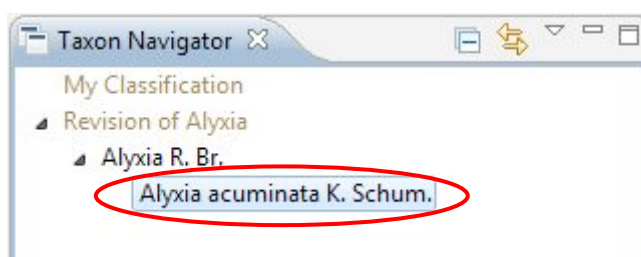 Taxon Navigator
My Classification
Revision of Alyxia
Alyxia R. Br.
Alyxia acuminata K. Schum.